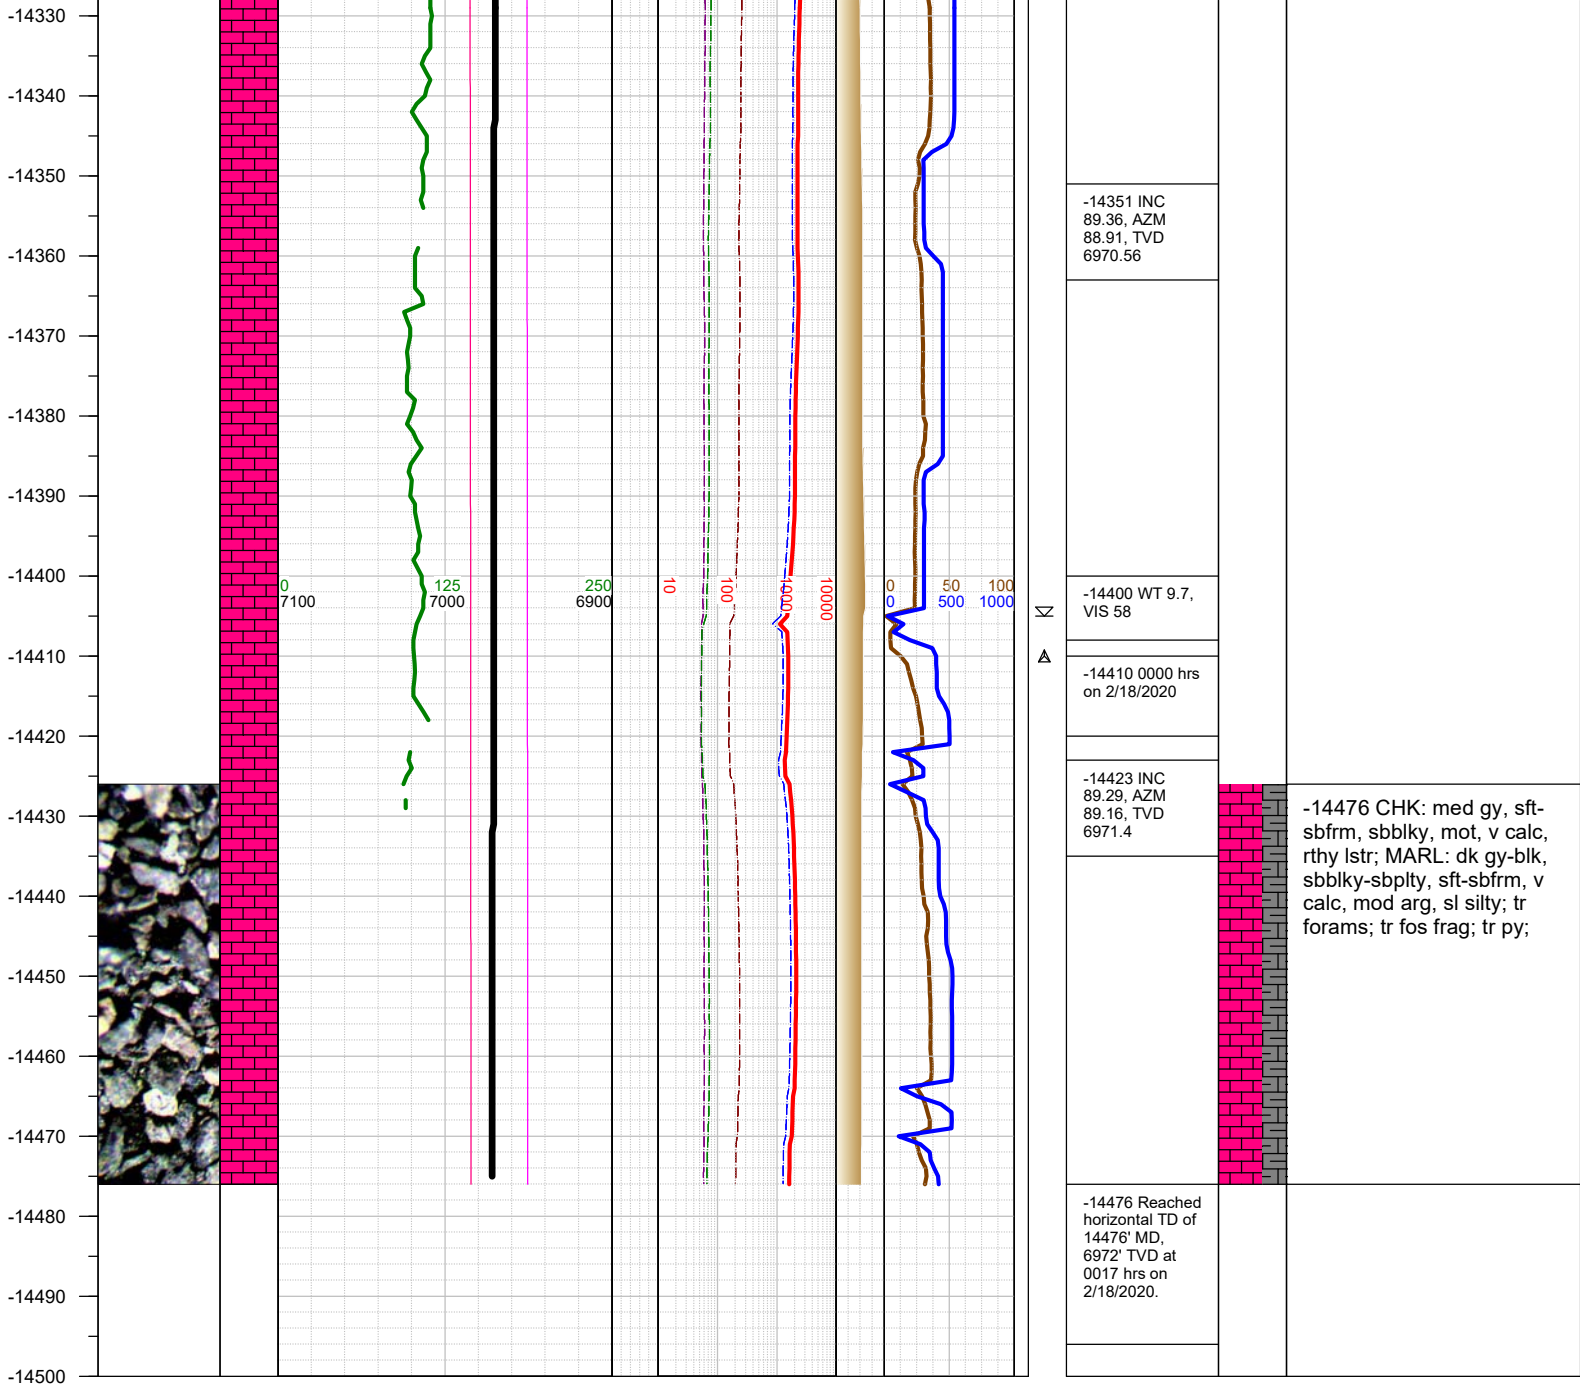 -14330
-14340
-14350
-14360
-14370
-14380
-14390
-14400
-14410
-14420
-14430
-14440
-14450
-14460
-14470
-14480
-14490
-14500
0 125 250
7100 7000 6900
10 100 1000 10000
0 50 100
0 500 1000
-14351 INC
89.36, AZM
88.91, TVD
6970.56
-14400 WT 9.7,
VIS 58
-14410 0000 hrs
on 2/18/2020
-14423 INC
89.29, AZM
89.16, TVD
6971.4
-14476 Reached
horizontal TD of
14476' MD,
6972' TVD at
0017 hrs on
2/18/2020.
-14476 CHK: med gy, sft-
sbfrm, sbblky, mot, v calc,
rthy lstr; MARL: dk gy-blk,
sbblky-sbplty, sft-sbfrm, v
calc, mod arg, sl silty; tr
forams; tr fos frag; tr py;